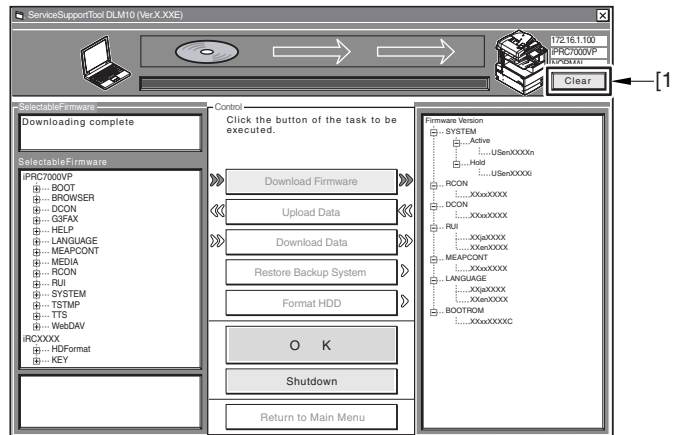 ServiceSupportTool DLM10 (Ver.X.XXE)
172.16.1.100
iPRC7000VP
NORMAL
Clear
[1
SelectableFirmware
Downloading complete
SelectableFirmware
iPRC7000VP
BOOT
BROWSER
DCON
G3FAX
HELP
LANGUAGE
MEAPCONT
MEDIA
RCON
RUI
SYSTEM
TSTMP
TTS
WebDAV
iRCXXXX
HDFormat
KEY
Control
Click the button of the task to be
executed.
Download Firmware
Upload Data
Download Data
Restore Backup System
Format HDD
O K
Shutdown
Return to Main Menu
Firmware Version
SYSTEM
Active
USenXXXXn
Hold
USenXXXXi
RCON
XXxxXXXX
DCON
XXxxXXXX
RUI
XXjaXXXX
XXenXXXX
MEAPCONT
XXxxXXXX
LANGUAGE
XXjaXXXX
XXenXXXX
BOOTROM
XXxxXXXXC